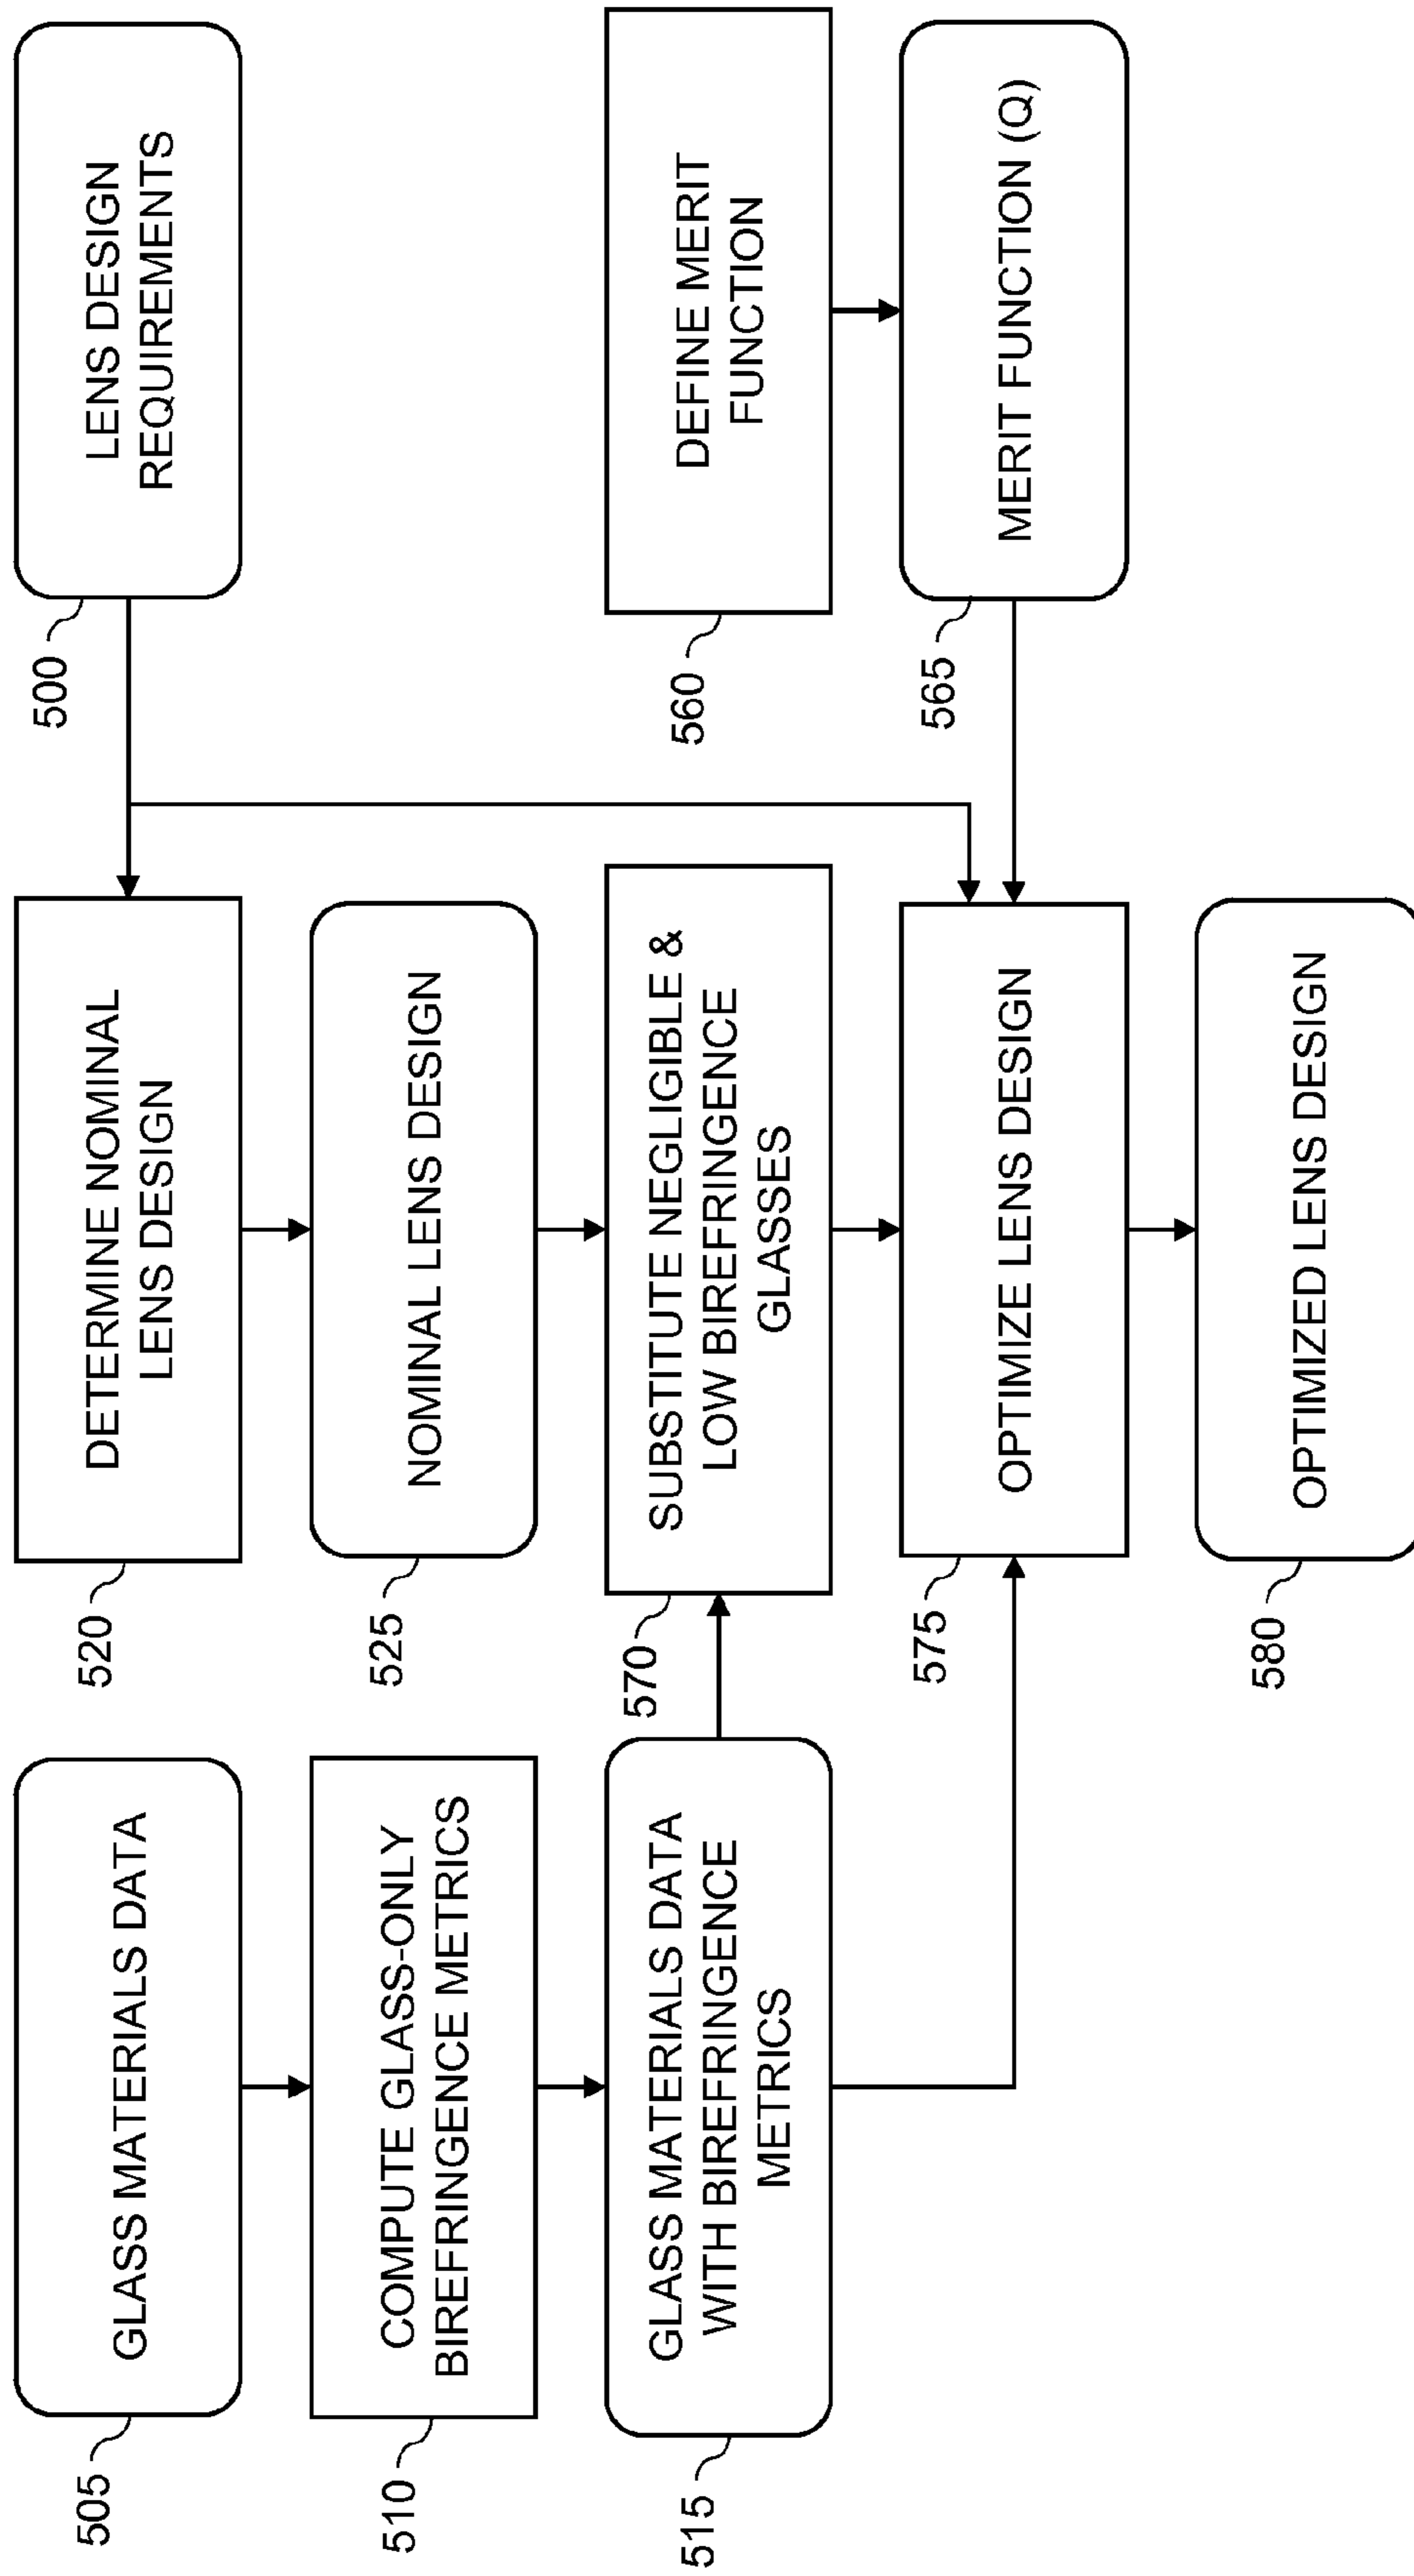 505
GLASS MATERIALS DATA
510
COMPUTE GLASS-ONLY
BIREFRINGENCE METRICS
515
GLASS MATERIALS DATA
WITH BIREFRINGENCE
METRICS
520
DETERMINE NOMINAL
LENS DESIGN
525
NOMINAL LENS DESIGN
570
SUBSTITUTE NEGLIGIBLE &
LOW BIREFRINGENCE
GLASSES
575
OPTIMIZE LENS DESIGN
580
OPTIMIZED LENS DESIGN
500
LENS DESIGN
REQUIREMENTS
560
DEFINE MERIT
FUNCTION
565
MERIT FUNCTION (Q)